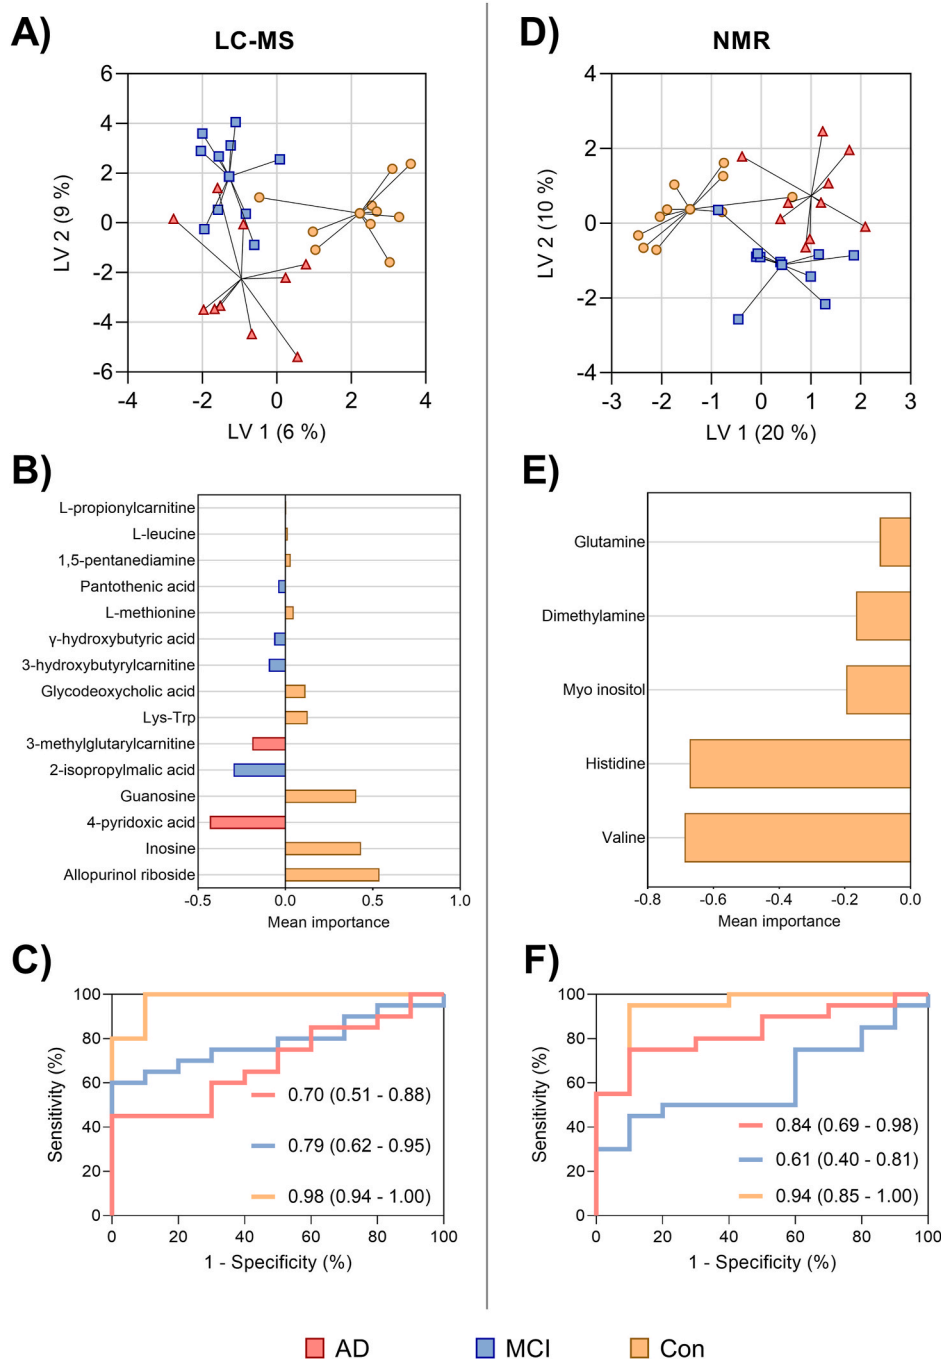 A)
LC-MS
6
4
2
0
-2
-4
-6
LV 2 (9 %)
-4 -2 0 2 4
LV 1 (6 %)
B)
L-propionylcarnitine
L-leucine
1,5-pentanediamine
Pantothenic acid
L-methionine
γ-hydroxybutyric acid
3-hydroxybutyrylcarnitine
Glycodeoxycholic acid
Lys-Trp
3-methylglutarylcarnitine
2-isopropylmalic acid
Guanosine
4-pyridoxic acid
Inosine
Allopurinol riboside
-0.5 0.0 0.5 1.0
Mean importance
C)
100
80
60
40
20
0
Sensitivity (%)
0.70 (0.51 - 0.88)
0.79 (0.62 - 0.95)
0.98 (0.94 - 1.00)
0 20 40 60 80 100
1 - Specificity (%)
D)
NMR
4
2
0
-2
-4
LV 2 (10 %)
-3 -2 -1 0 1 2 3
LV 1 (20 %)
E)
Glutamine
Dimethylamine
Myo inositol
Histidine
Valine
-0.8 -0.6 -0.4 -0.2 0.0
Mean importance
F)
100
80
60
40
20
0
Sensitivity (%)
0.84 (0.69 - 0.98)
0.61 (0.40 - 0.81)
0.94 (0.85 - 1.00)
0 20 40 60 80 100
1 - Specificity (%)
AD MCI Con